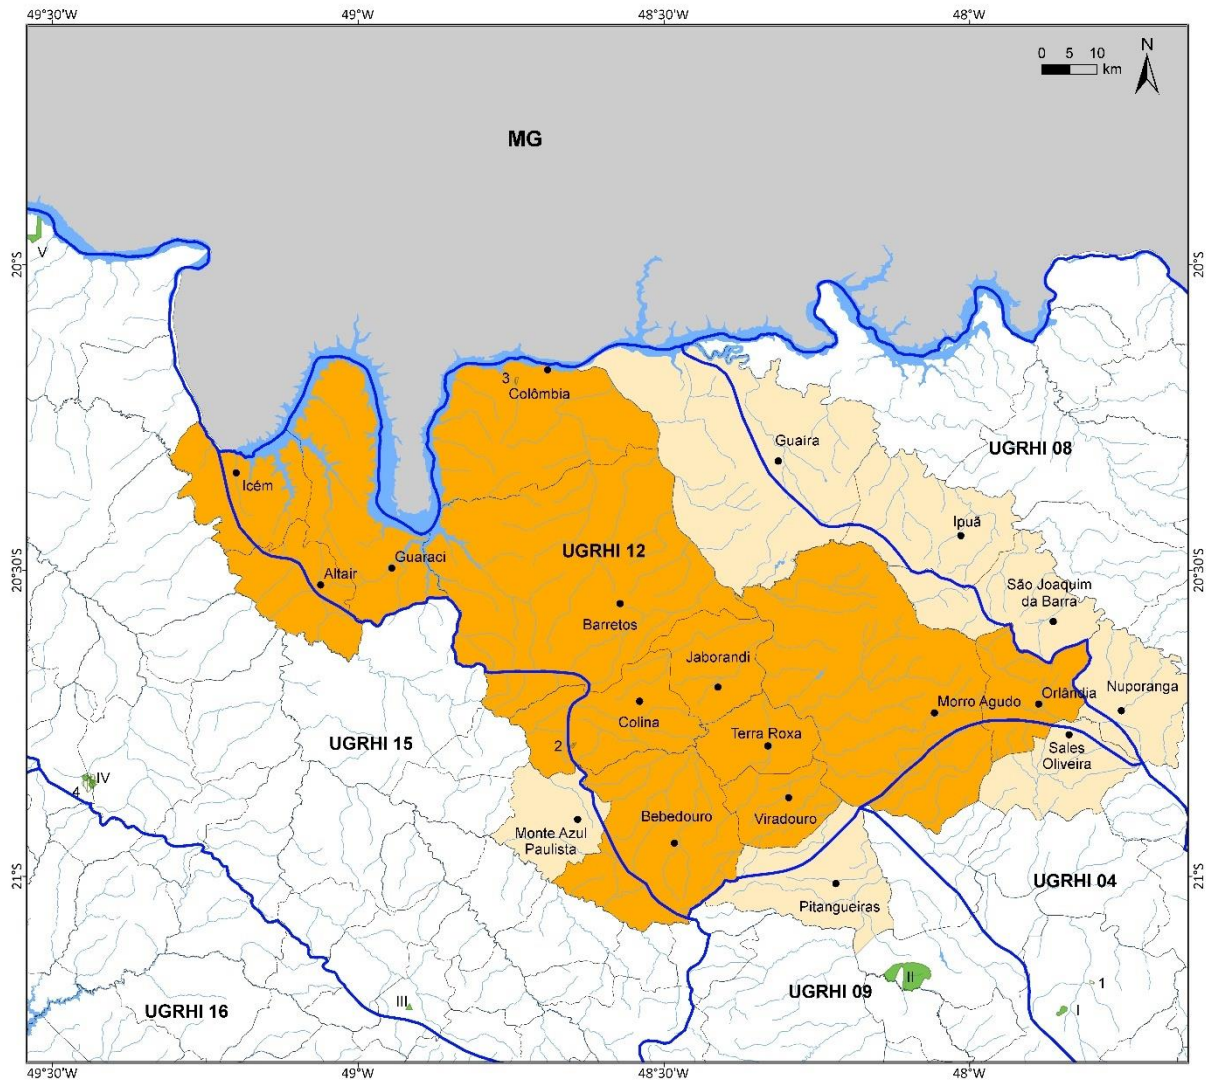 49°30'W 49°W 48°30'W 48°W
N
0 5 10
km
MG
20°S 20°S
V
3
Colômbia
Guaira
UGRHI 08
Icém
Ipuã
UGRHI 12
Guaraci
20°30'S 20°30'S
Altair
São Joaquim
da Barra
Barretos
Jaborandi
Nuporanga
Orlândia
Morro Agudo
Colina
Terra Roxa
UGRHI 15
2
Sales
Oliveira
IV
4
Bebedouro
Viradouro
Monte Azul
Paulista
21°S 21°S
UGRHI 04
Pitangueiras
II
1
UGRHI 09
III
I
UGRHI 16
49°30'W 49°W 48°30'W 48°W